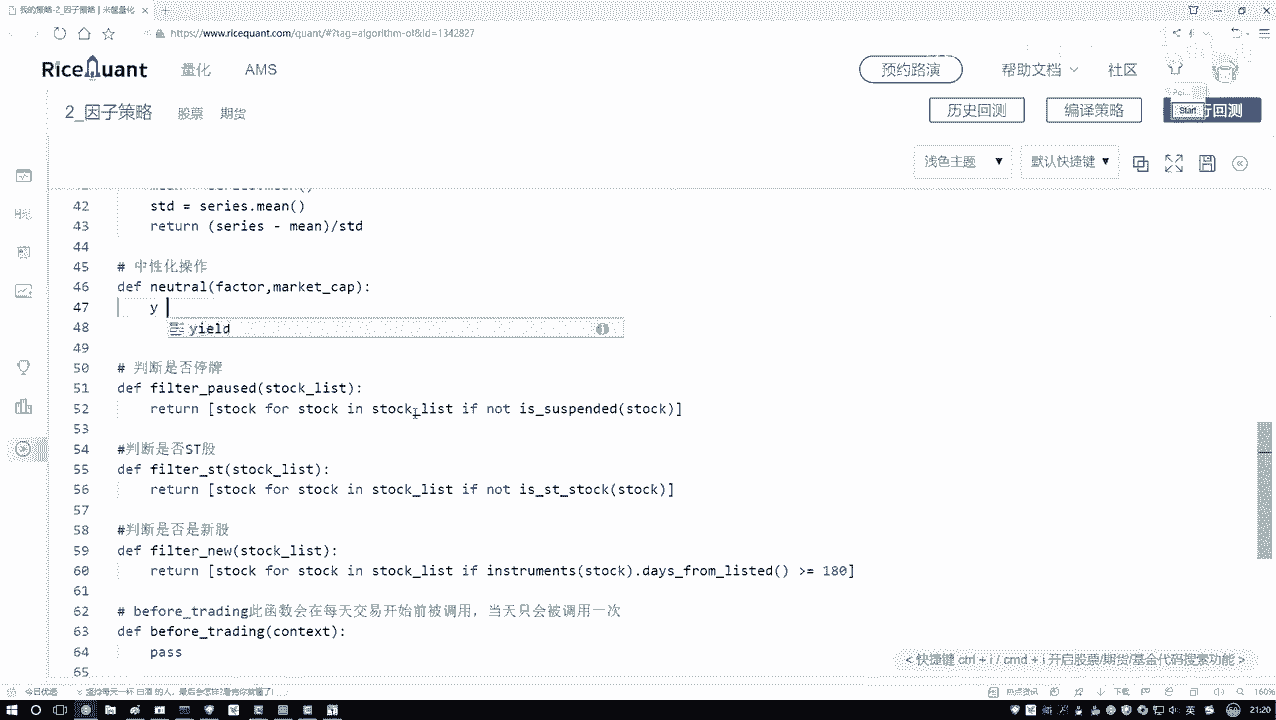 我的策略-2_因子策略 | 米筐量化
https://www.ricequant.com/quant/#?tag=algorithm-ot&id=1342827
RiceQuant 量化 AMS 预约路演 帮助文档 社区
2_因子策略 股票 期货 历史回测 编译策略 行回测
Start
浅色主题 默认快捷键
42 std = series.mean()
43 return (series - mean)/std
44
45 # 中性化操作
46 def neutral(factor,market_cap):
47 y
48 yield
49
50 # 判断是否停牌
51 def filter_paused(stock_list):
52 return [stock for stock in stock_list if not is_suspended(stock)]
53
54 #判断是否ST股
55 def filter_st(stock_list):
56 return [stock for stock in stock_list if not is_st_stock(stock)]
57
58 #判断是否是新股
59 def filter_new(stock_list):
60 return [stock for stock in stock_list if instruments(stock).days_from_listed() >= 180]
61
62 # before_trading此函数会在每天交易开始前被调用，当天只会被调用一次
63 def before_trading(context):
64 pass
65
< 快捷键 ctrl + i / cmd + i 开启股票/期货/基金代码搜索功能 >
今日优选
热点资讯 下载 160%
英 21:20